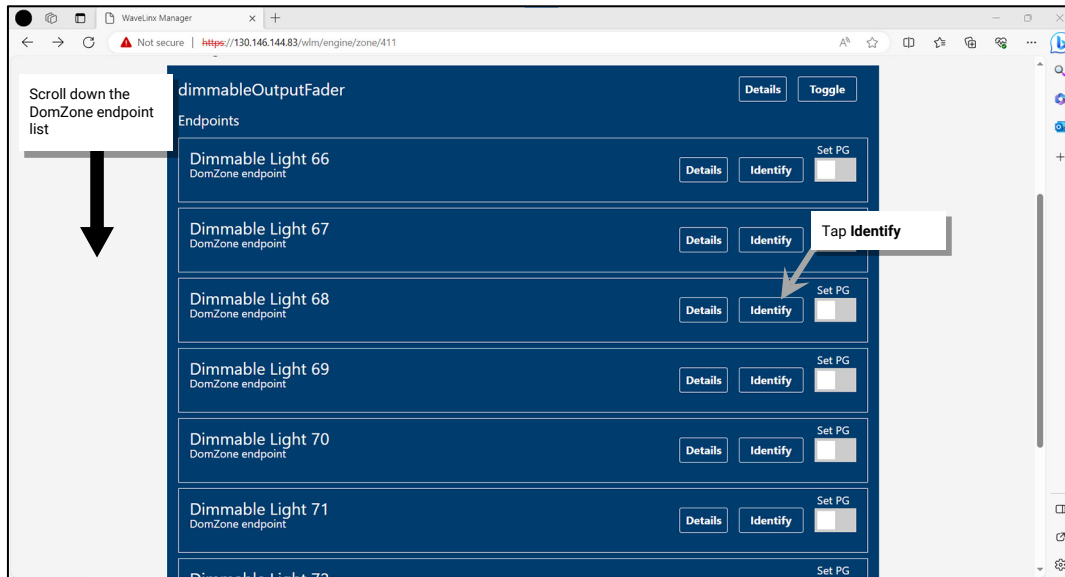 WaveLinx Manager
Not secure | https://130.146.144.83/wlm/engine/zone/411
Scroll down the
DomZone endpoint
list
dimmableOutputFader
Details
Toggle
Endpoints
Dimmable Light 66
DomZone endpoint
Details
Identify
Set PG
Dimmable Light 67
DomZone endpoint
Details
Identify
Tap Identify
Dimmable Light 68
DomZone endpoint
Details
Identify
Set PG
Dimmable Light 69
DomZone endpoint
Details
Identify
Set PG
Dimmable Light 70
DomZone endpoint
Details
Identify
Set PG
Dimmable Light 71
DomZone endpoint
Details
Identify
Set PG
Dimmable Light 72
Set PG